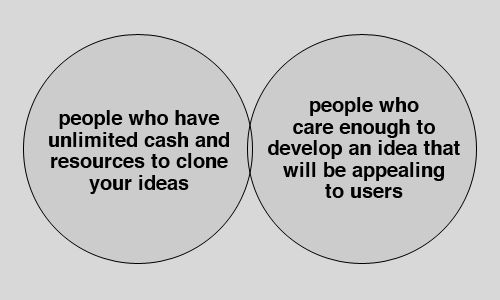 people who have
unlimited cash and
resources to clone
your ideas
people who
care enough to
develop an idea that
will be appealing
to users